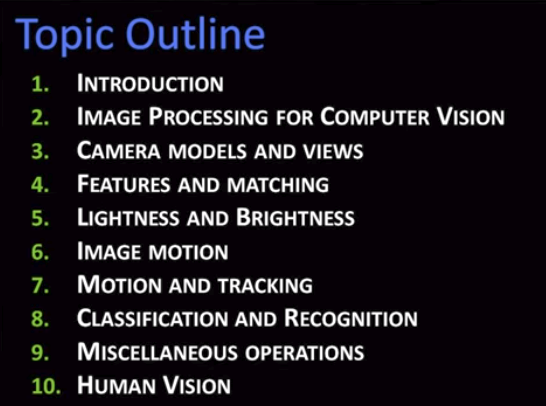 Topic Outline
1. Introduction
2. Image Processing for Computer Vision
3. Camera models and views
4. Features and matching
5. Lightness and Brightness
6. Image motion
7. Motion and tracking
8. Classification and Recognition
9. Miscellaneous operations
10. Human Vision